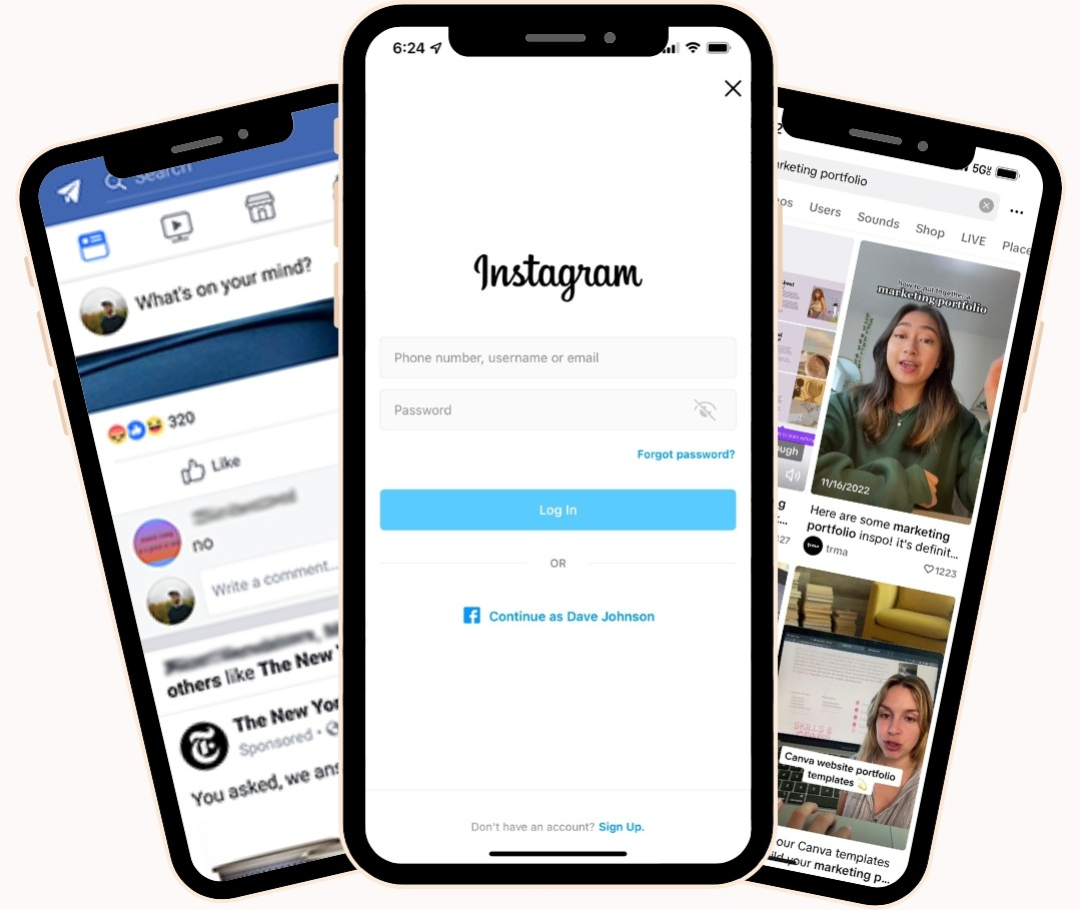 Search
What's on your mind?
320
Like
no
Write a comment...
others like The New
The New Yor
Sponsored
You asked, we ans
6:24
Instagram
Phone number, username or email
Password
Forgot password?
Log In
OR
Continue as Dave Johnson
Don't have an account? Sign Up.
5G
rketing portfolio
os Users Sounds Shop LIVE Place
how to put together a
marketing portfolio
ough
11/16/2022
Here are some marketing
portfolio inspo! it's definit...
trma
1223
27
SKILLS &
Canva website portfolio
templates
our Canva templates
ild your marketing p...